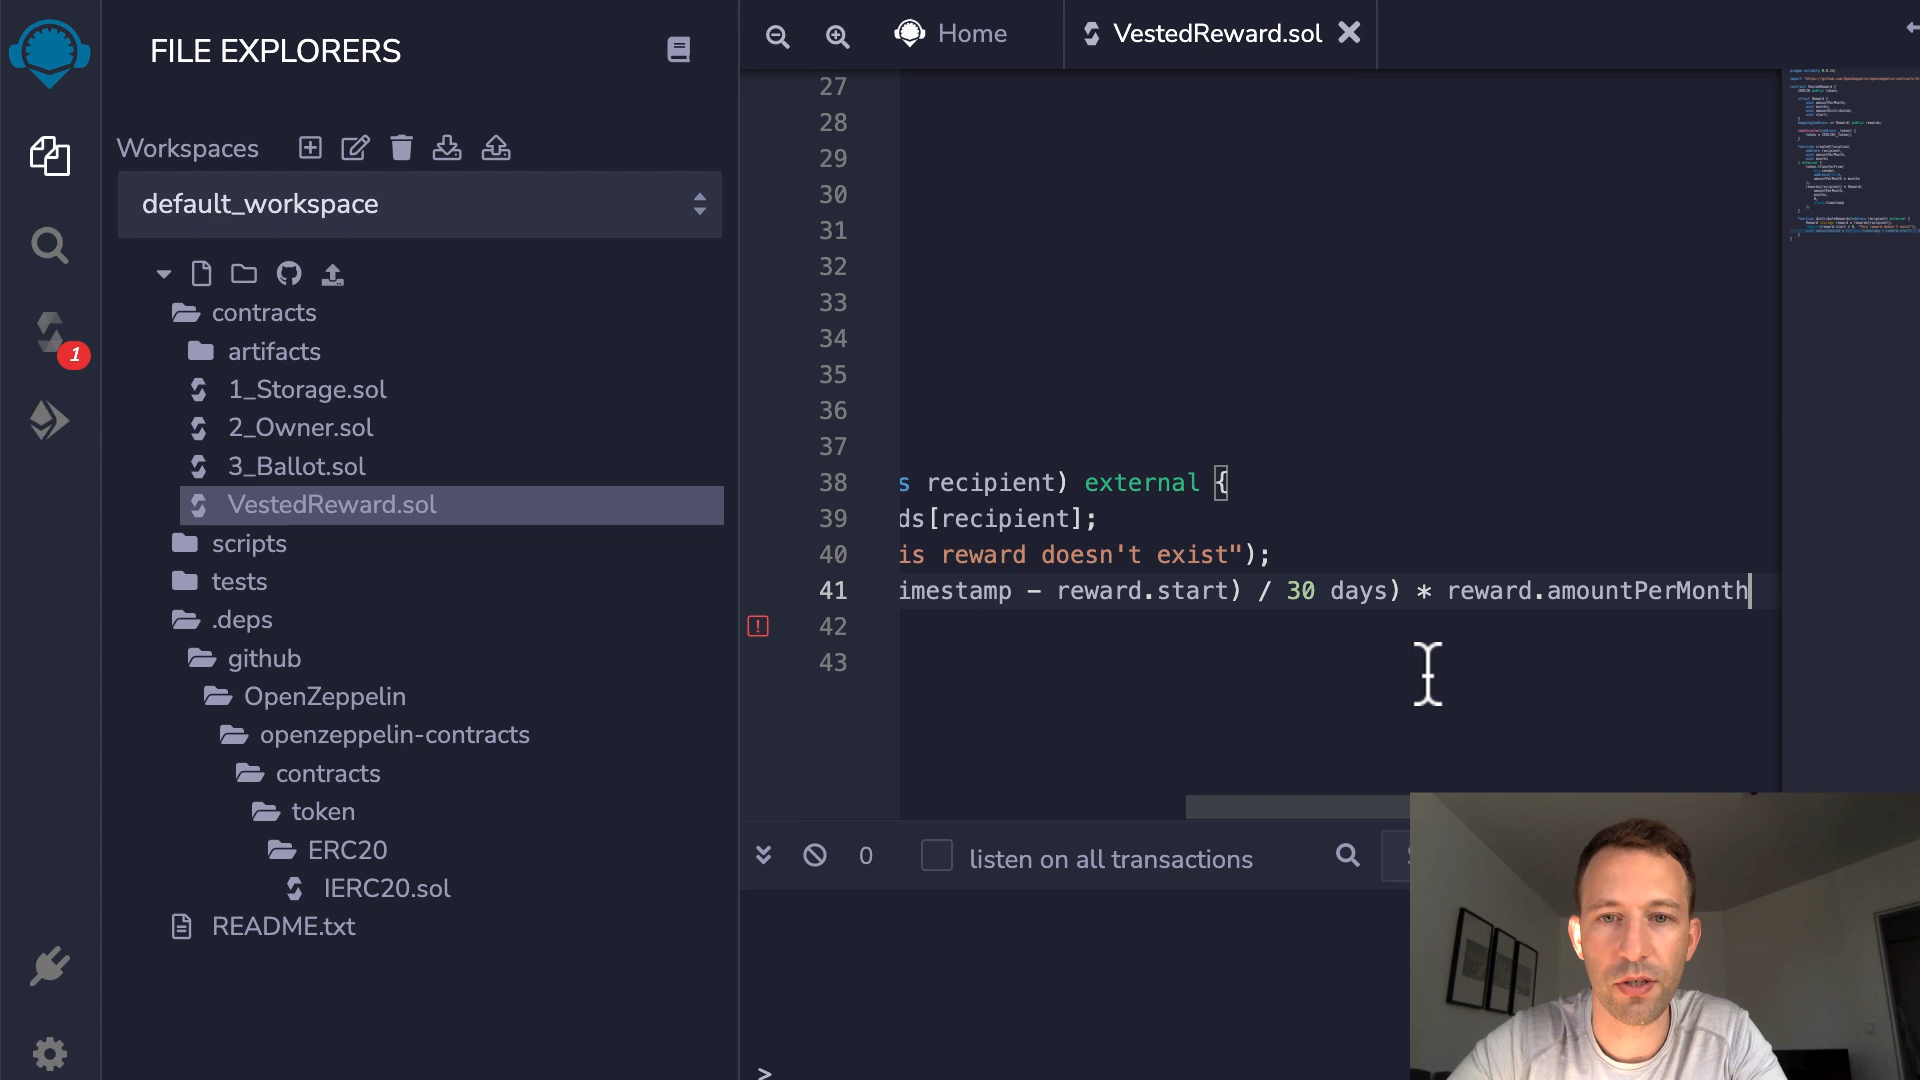 FILE EXPLORERS
Workspaces
default_workspace
contracts
artifacts
1_Storage.sol
2_Owner.sol
3_Ballot.sol
VestedReward.sol
scripts
tests
.deps
github
OpenZeppelin
openzeppelin-contracts
contracts
token
ERC20
IERC20.sol
README.txt
1
Home
VestedReward.sol
27
28
29
30
31
32
33
34
35
36
37
38 s recipient) external {
39 ds[recipient];
40 is reward doesn't exist");
41 imestamp - reward.start) / 30 days) * reward.amountPerMonth
42
43
0
listen on all transactions
>